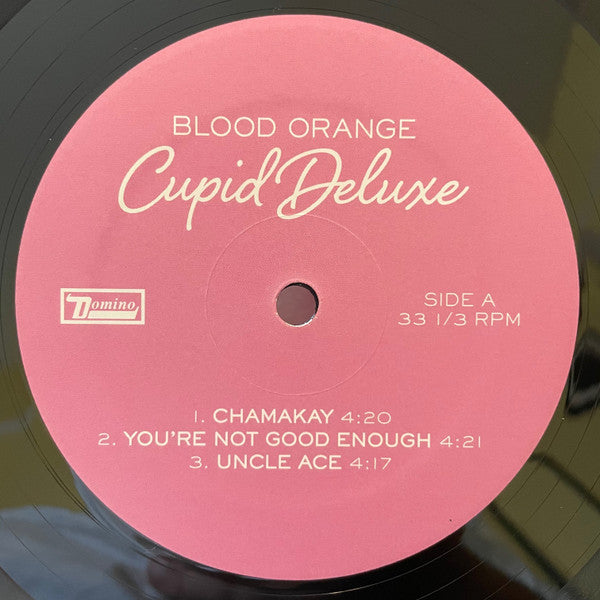 BLOOD ORANGE
Cupid Deluxe
Domino
SIDE A
33 1/3 RPM
1. CHAMAKAY 4:20
2. YOU'RE NOT GOOD ENOUGH 4:21
3. UNCLE ACE 4:17